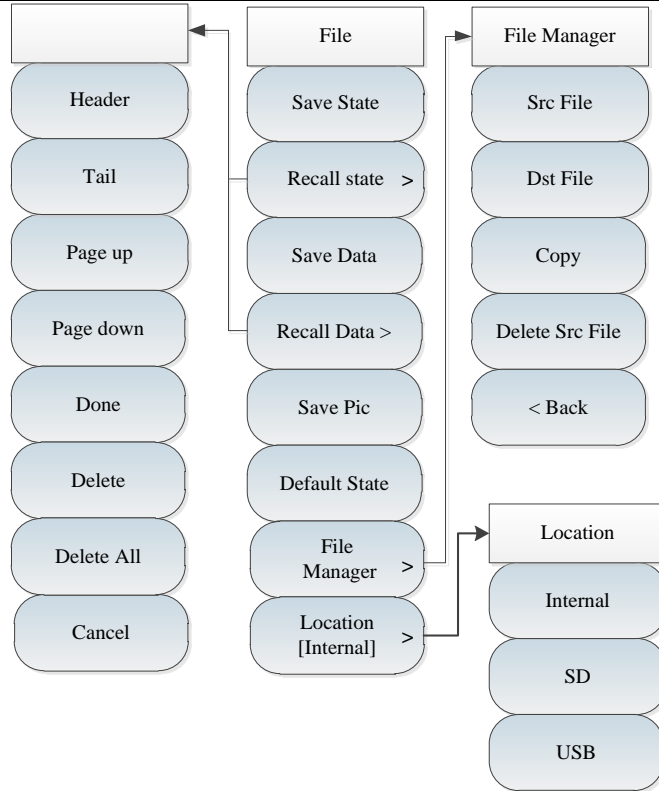 Header
Tail
Page up
Page down
Done
Delete
Delete All
Cancel
File
Save State
Recall state >
Save Data
Recall Data >
Save Pic
Default State
File
Manager >
Location
[Internal] >
File Manager
Src File
Dst File
Copy
Delete Src File
< Back
Location
Internal
SD
USB